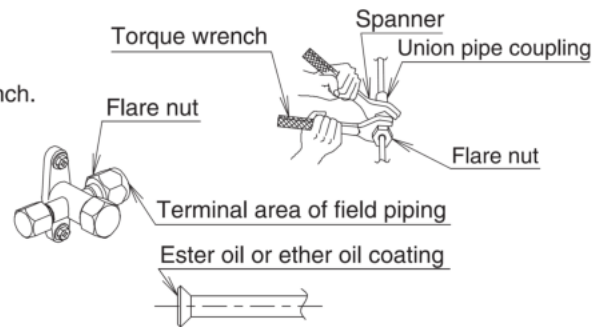 Spanner
Torque wrench
Union pipe coupling
nch.
Flare nut
Flare nut
Terminal area of field piping
Ester oil or ether oil coating